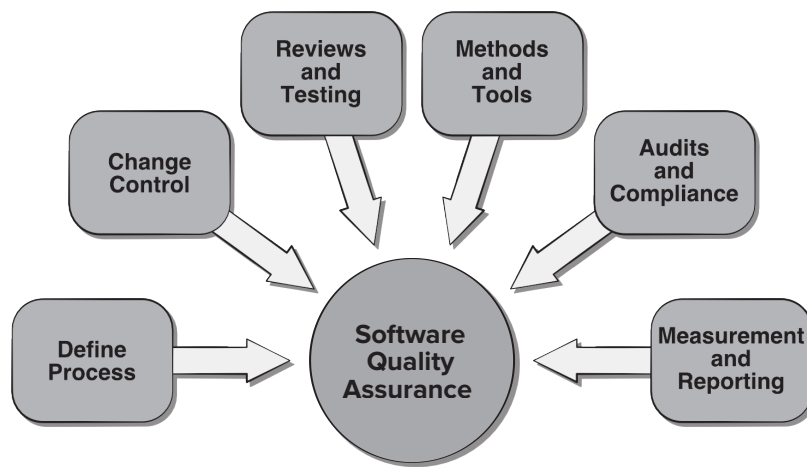 Reviews
and
Testing
Methods
and
Tools
Change
Control
Audits
and
Compliance
Define
Process
Software
Quality
Assurance
Measurement
and
Reporting